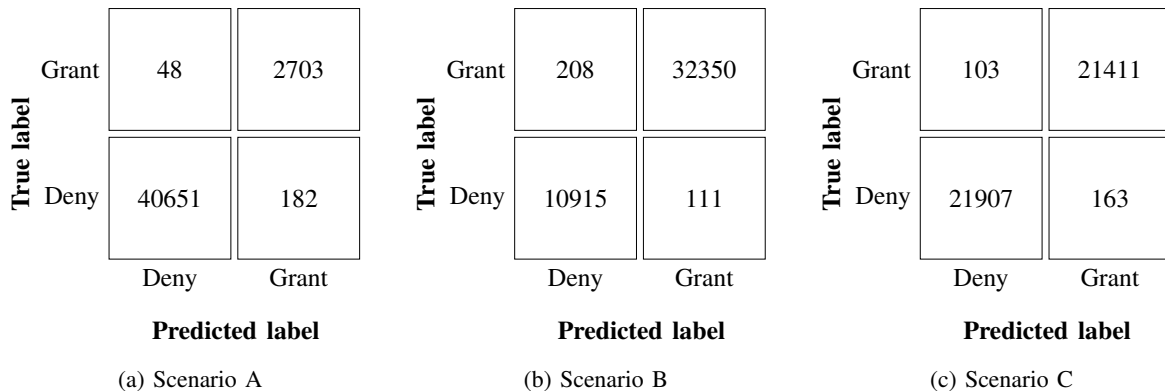 Grant 48 2703
Deny 40651 182
Deny Grant
True label
Predicted label
(a) Scenario A
Grant 208 32350
Deny 10915 111
Deny Grant
True label
Predicted label
(b) Scenario B
Grant 103 21411
Deny 21907 163
Deny Grant
True label
Predicted label
(c) Scenario C